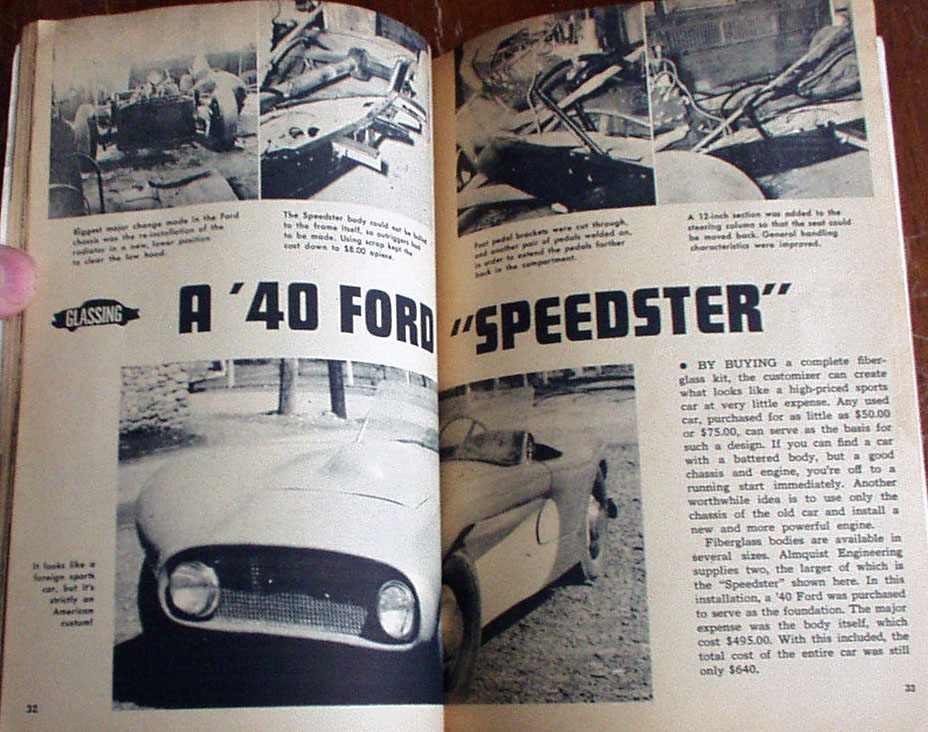 Biggest major change made in the Ford
chassis was the installation of the
radiator in a new, lower position
to clear the low hood.
The Speedster body could not be bolted
to the frame itself, so outriggers had
to be made. Using scrap kept the
cost down to $8.00 apiece.
Foot pedal brackets were cut through,
and another pair of pedals welded on,
in order to extend the pedals farther
back in the compartment.
A 12-inch section was added to the
steering column so that the seat could
be moved back. General handling
characteristics were improved.
GLASSING
A '40 FORD "SPEEDSTER"
It looks like a
foreign sports
car, but it's
strictly an
American
custom!
• BY BUYING a complete fiber-
glass kit, the customizer can create
what looks like a high-priced sports
car at very little expense. Any used
car, purchased for as little as $50.00
or $75.00, can serve as the basis for
such a design. If you can find a car
with a battered body, but a good
chassis and engine, you're off to a
running start immediately. Another
worthwhile idea is to use only the
chassis of the old car and install a
new and more powerful engine.
Fiberglass bodies are available in
several sizes. Almquist Engineering
supplies two, the larger of which is
the "Speedster" shown here. In this
installation, a '40 Ford was purchased
to serve as the foundation. The major
expense was the body itself, which
cost $495.00. With this included, the
total cost of the entire car was still
only $640.
32
33